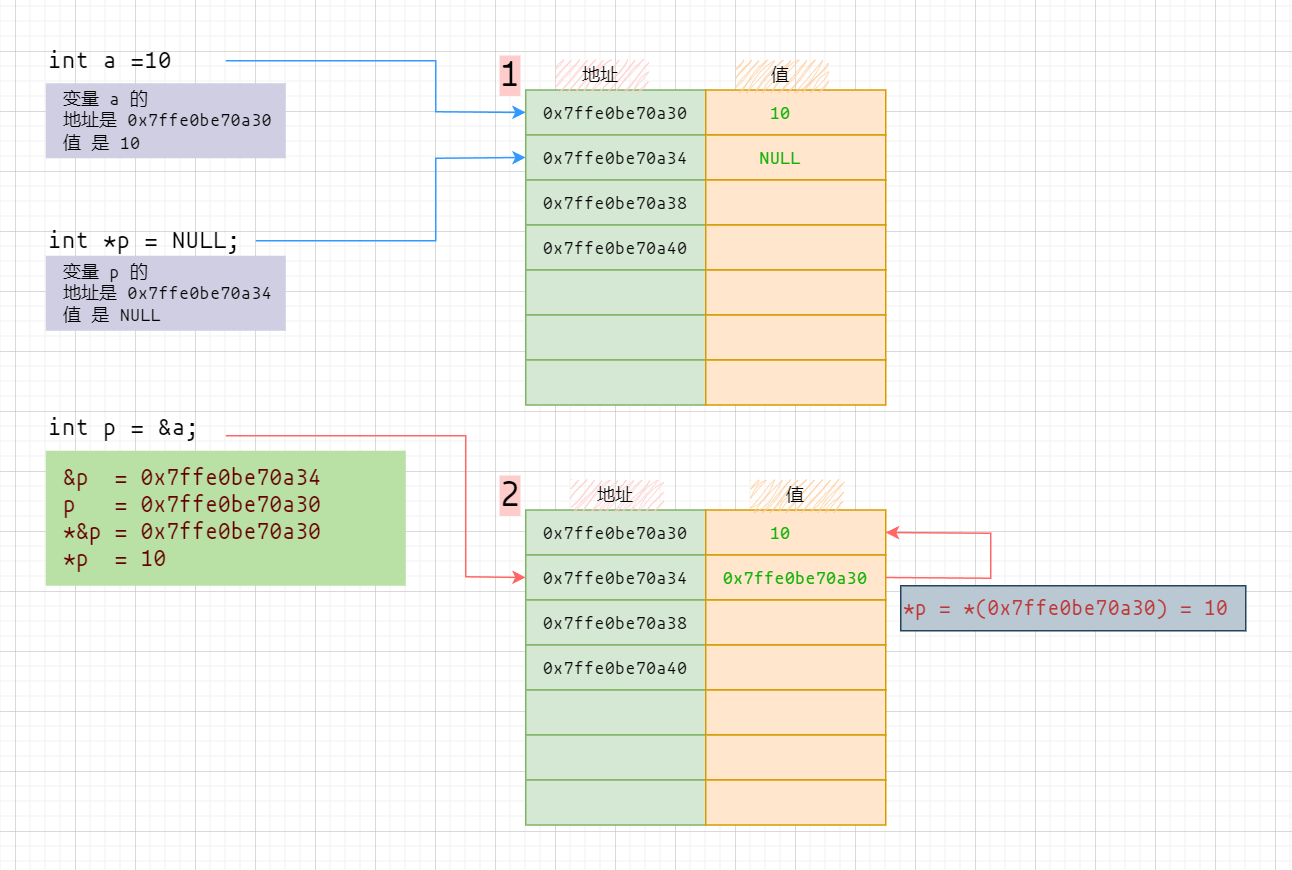 int a =10
变量 a 的
地址是 0x7ffe0be70a30
值 是 10
int *p = NULL;
变量 p 的
地址是 0x7ffe0be70a34
值 是 NULL
1
地址 值
0x7ffe0be70a30 10
0x7ffe0be70a34 NULL
0x7ffe0be70a38
0x7ffe0be70a40
int p = &a;
&p = 0x7ffe0be70a34
p = 0x7ffe0be70a30
*&p = 0x7ffe0be70a30
*p = 10
2
地址 值
0x7ffe0be70a30 10
0x7ffe0be70a34 0x7ffe0be70a30
0x7ffe0be70a38
0x7ffe0be70a40
*p = *(0x7ffe0be70a30) = 10